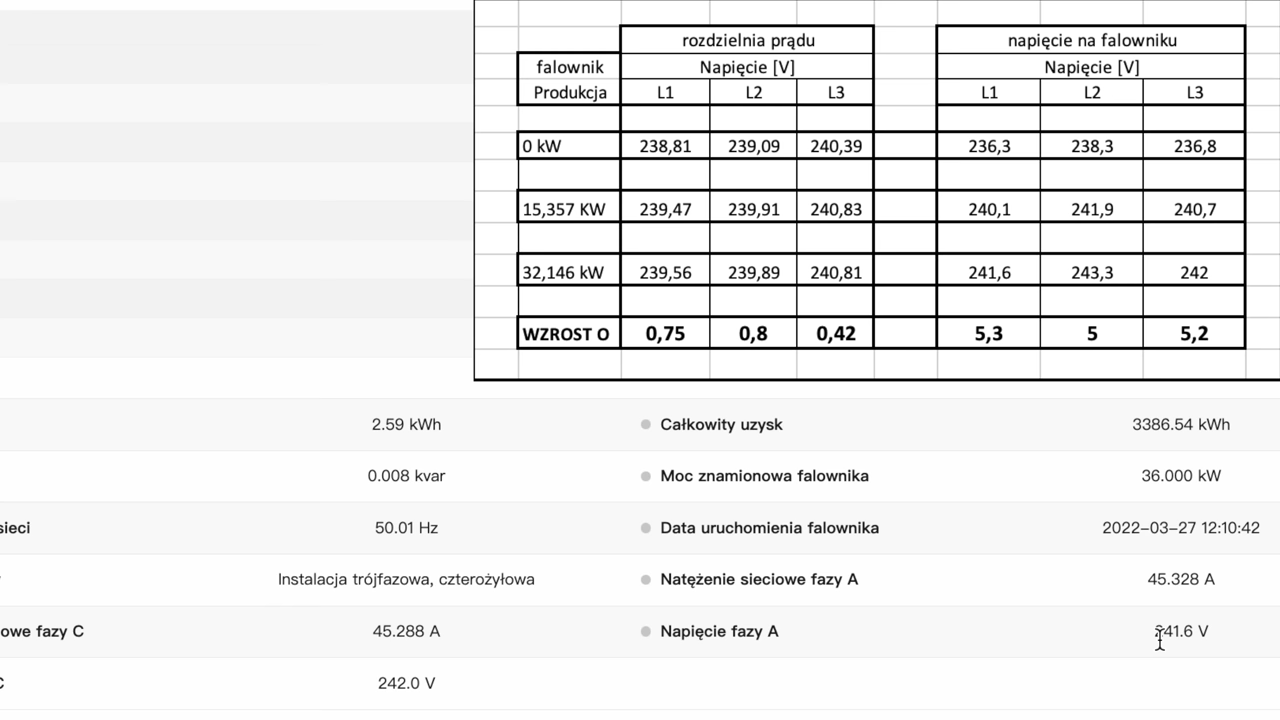 rozdzielnia prądu napięcie na falowniku
falownik Napięcie [V] Napięcie [V]
Produkcja L1 L2 L3 L1 L2 L3
0 kW 238,81 239,09 240,39 236,3 238,3 236,8
15,357 KW 239,47 239,91 240,83 240,1 241,9 240,7
32,146 kW 239,56 239,89 240,81 241,6 243,3 242
WZROST O 0,75 0,8 0,42 5,3 5 5,2
2.59 kWh Całkowity uzysk 3386.54 kWh
0.008 kvar Moc znamionowa falownika 36.000 kW
sieci 50.01 Hz Data uruchomienia falownika 2022–03–27 12:10:42
Instalacja trójfazowa, czterożyłowa Natężenie sieciowe fazy A 45.328 A
owe fazy C 45.288 A Napięcie fazy A 241.6 V
C 242.0 V